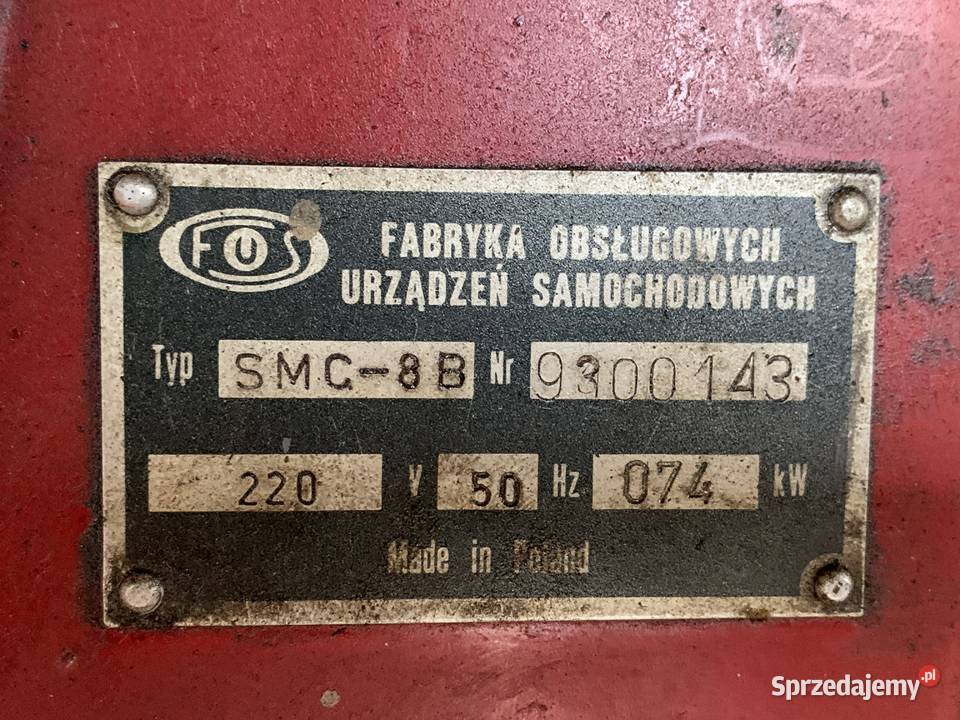 FUOS
FABRYKA OBSŁUGOWYCH
URZĄDZEŃ SAMOCHODOWYCH
Typ SMC-8B Nr 9300143
220 V 50 Hz 074 kW
Made in Poland
Sprzedajemy.pl